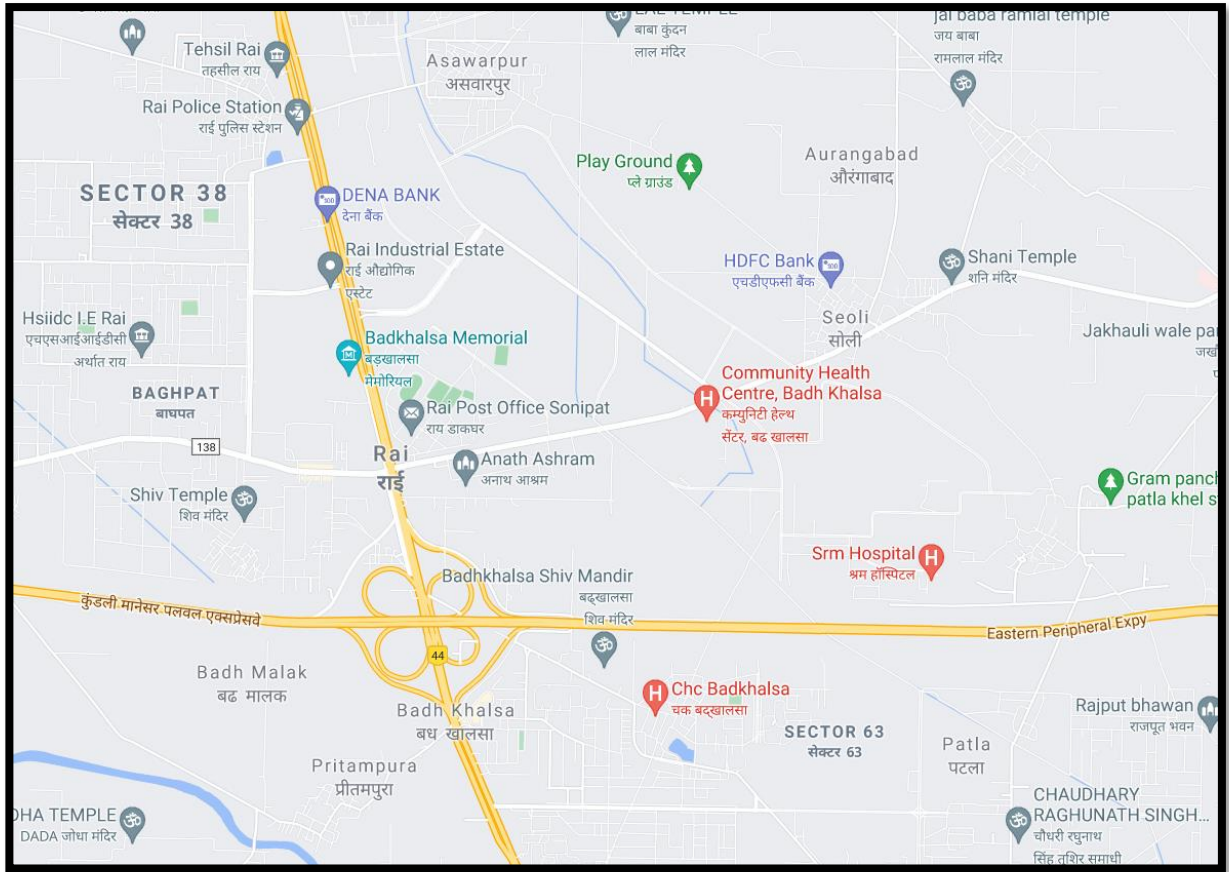 बाबा कुंदन
लाल मंदिर
jai baba ramlal temple
जय बाबा
रामलाल मंदिर
Tehsil Rai
तहसील राय
Asawarpur
असवारपुर
Rai Police Station
राई पुलिस स्टेशन
Play Ground
प्ले ग्राउंड
Aurangabad
औरंगाबाद
SECTOR 38
सेक्टर 38
DENA BANK
देना बैंक
Rai Industrial Estate
राई औद्योगिक
एस्टेट
HDFC Bank
एचडीएफसी बैंक
Shani Temple
शनि मंदिर
Hsiidc I.E Rai
एचएसआईआईडीसी
अर्थात राय
Seoli
सोली
Badkhalsa Memorial
बड़खालसा
मेमोरियल
Jakhauli wale
BAGHPAT
बाघपत
Community Health
Centre, Badh Khalsa
कम्युनिटी हेल्थ
सेंटर, बढ खालसा
Rai Post Office Sonipat
राय डाकघर
138
Rai
राई
Anath Ashram
अनाथ आश्रम
Shiv Temple
शिव मंदिर
Gram panch
patla khel s
Srm Hospital
श्रम हॉस्पिटल
Badhkhalsa Shiv Mandir
बढ्खालसा
शिव मंदिर
कुंडली मानेसर पलवल एक्सप्रेसवे
Eastern Peripheral Expy
44
Badh Malak
बढ मालक
Chc Badkhalsa
चक बद्खालसा
Badh Khalsa
बध खालसा
Rajput bhawan
राजपूत भवन
SECTOR 63
सेक्टर 63
Patla
पटला
Pritampura
प्रीतमपुरा
DHA TEMPLE
DADA जोधा मंदिर
CHAUDHARY
RAGHUNATH SINGH...
चौधरी रघुनाथ
सिंह तुशिर समाधी